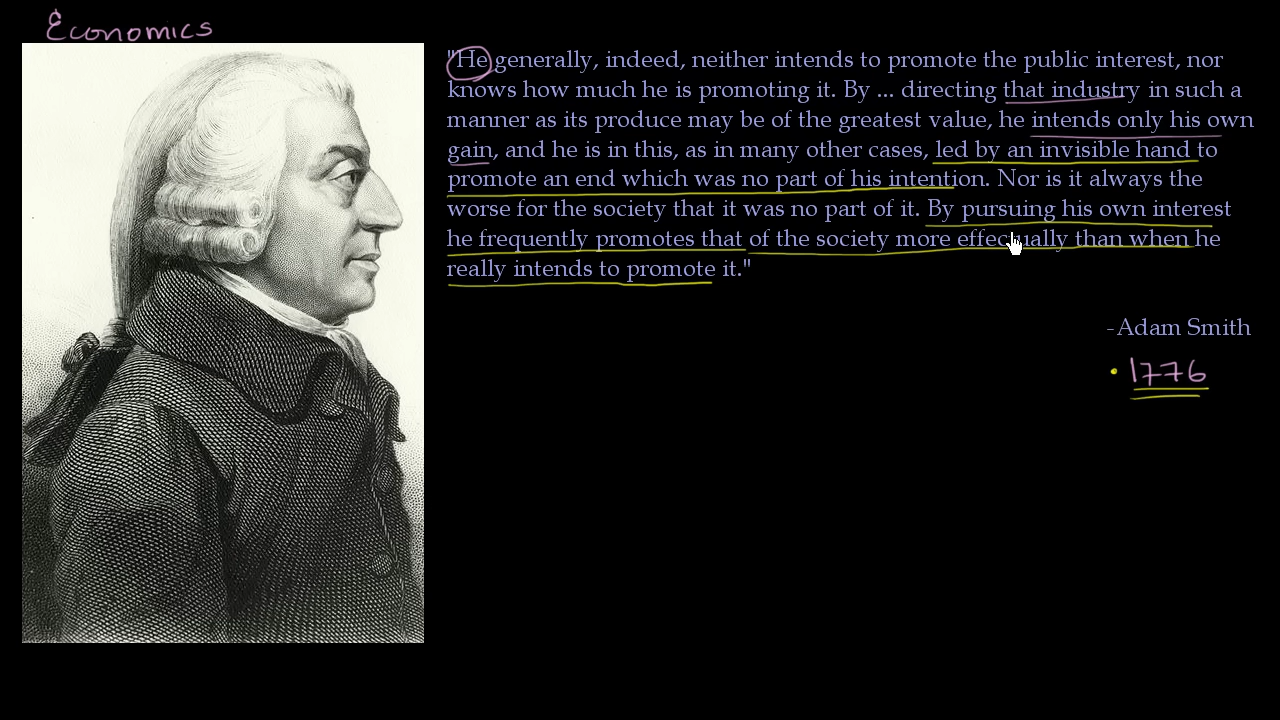 Economics
"He generally, indeed, neither intends to promote the public interest, nor
knows how much he is promoting it. By ... directing that industry in such a
manner as its produce may be of the greatest value, he intends only his own
gain, and he is in this, as in many other cases, led by an invisible hand to
promote an end which was no part of his intention. Nor is it always the
worse for the society that it was no part of it. By pursuing his own interest
he frequently promotes that of the society more effectually than when he
really intends to promote it."
-Adam Smith
• 1776